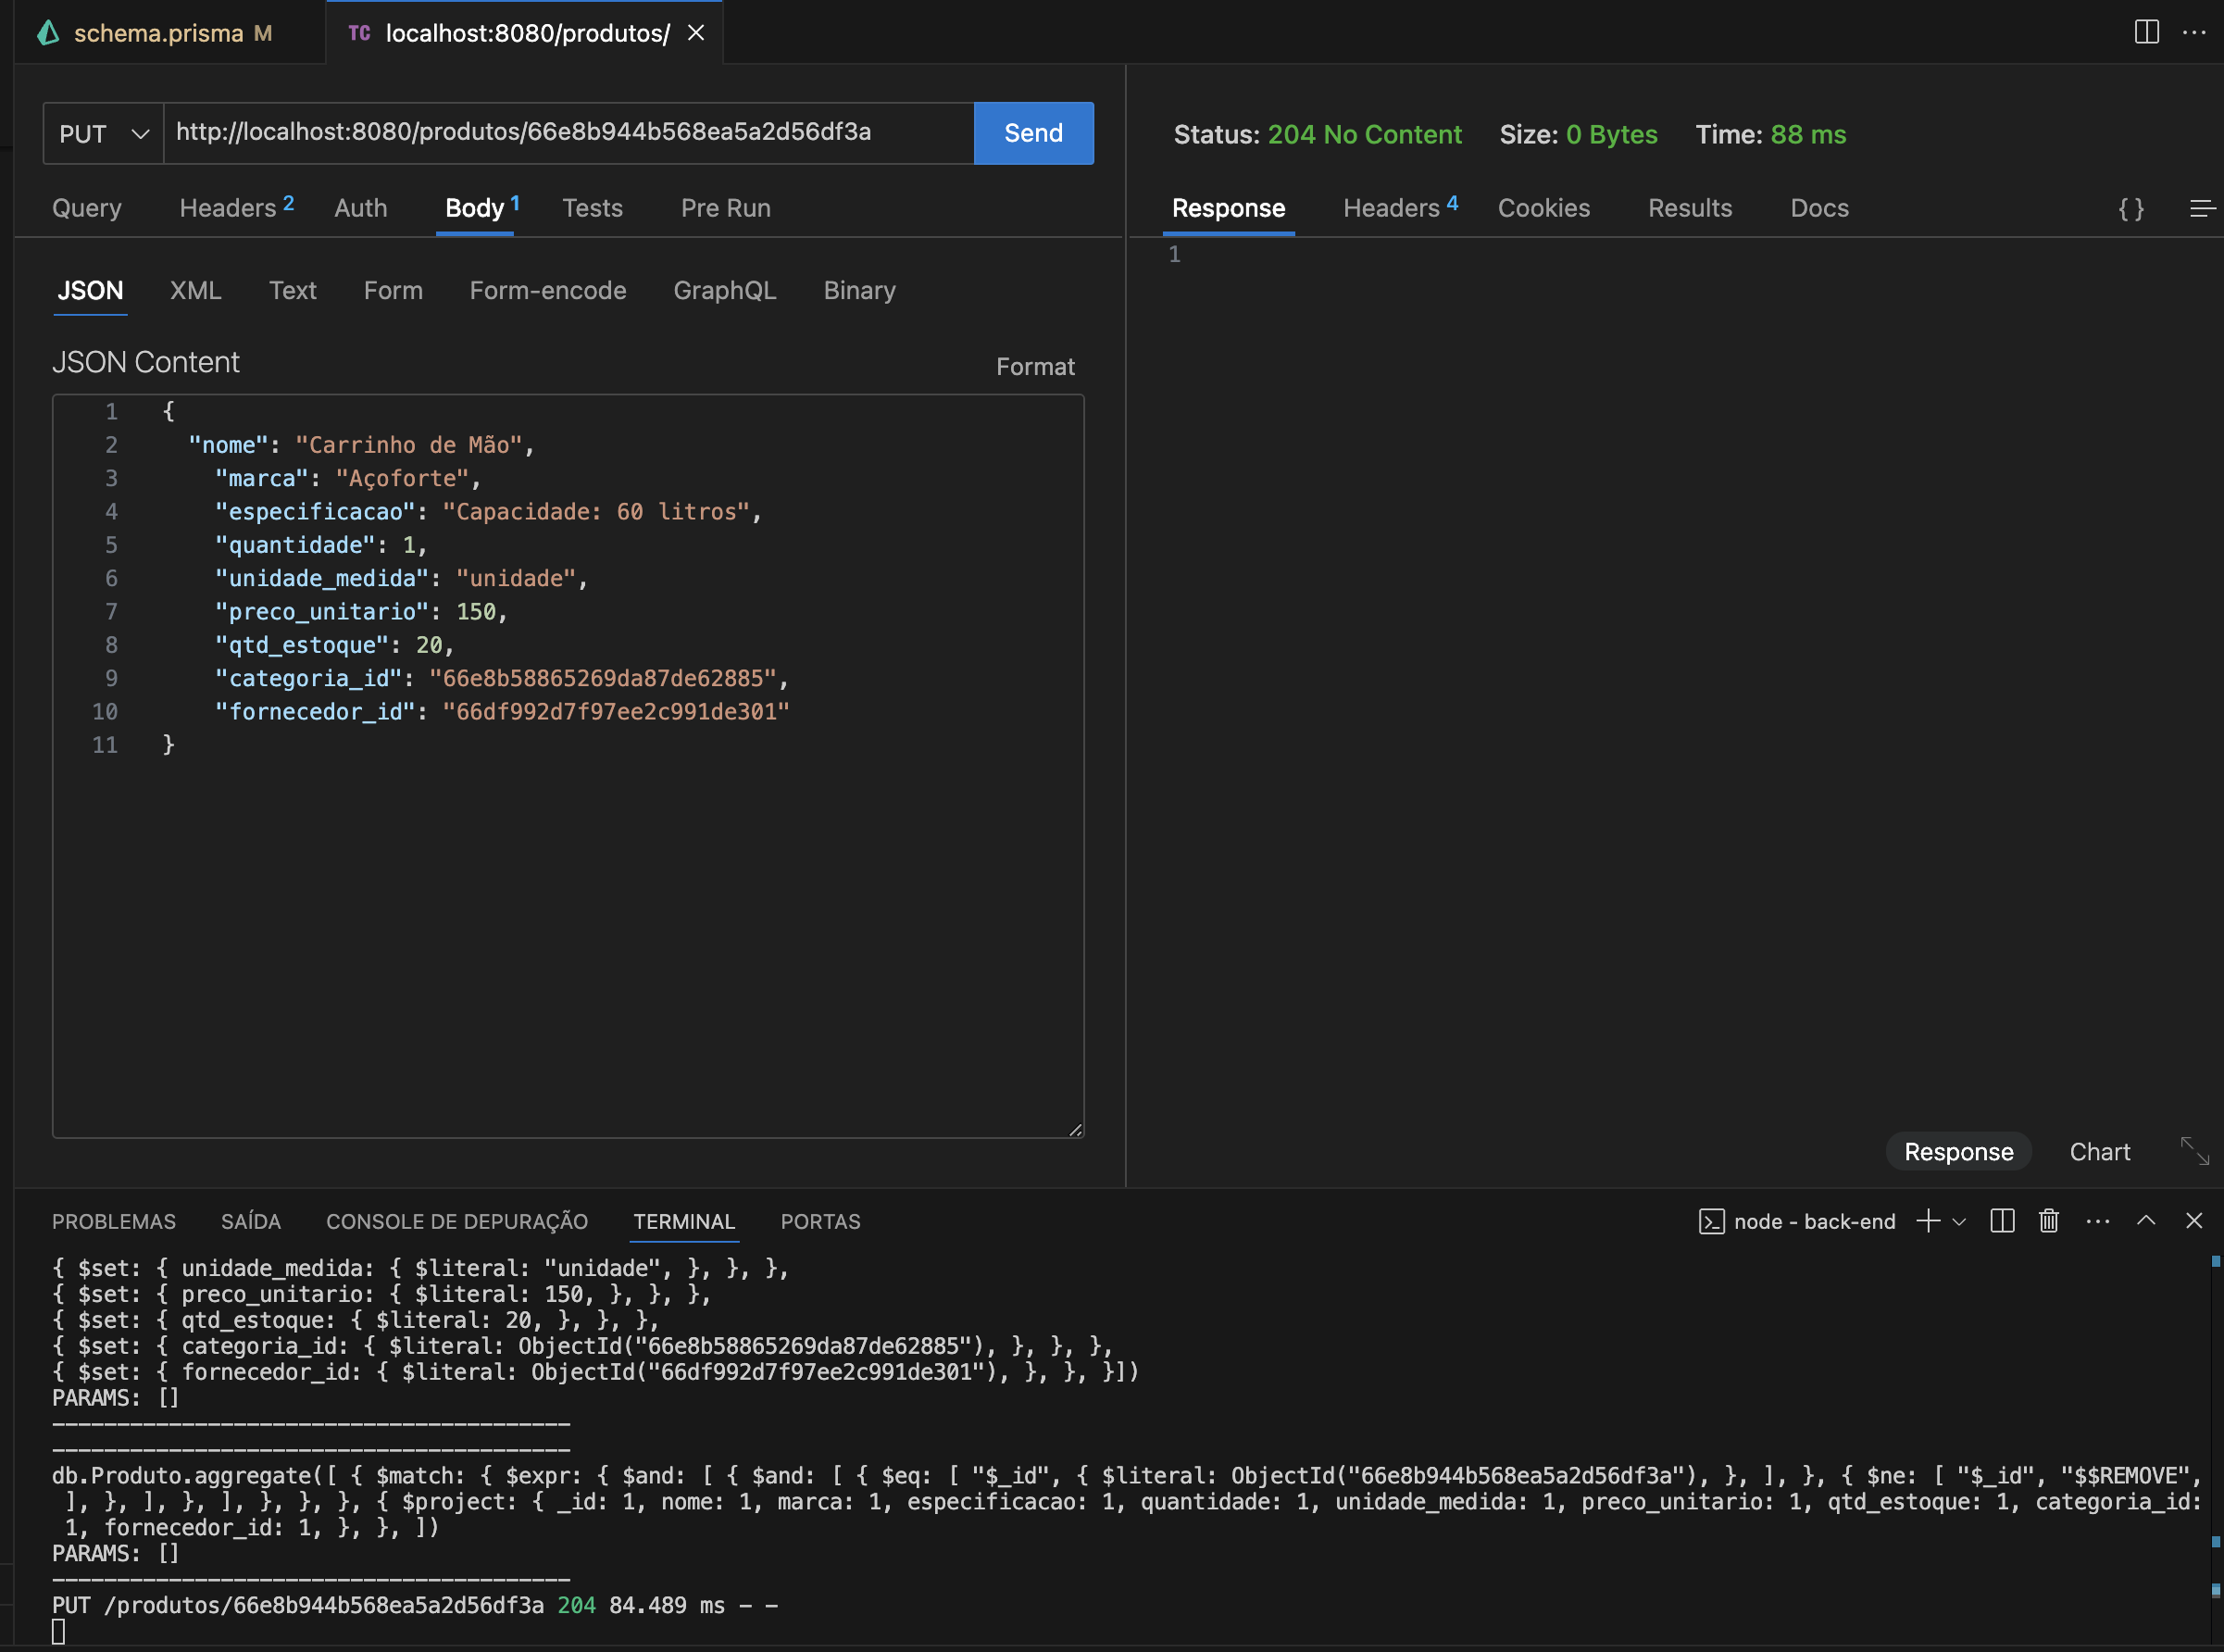 schema.prisma M
TC localhost:8080/produtos/
PUT http://localhost:8080/produtos/66e8b944b568ea5a2d56df3a Send
Status: 204 No Content Size: 0 Bytes Time: 88 ms
Query Headers 2 Auth Body 1 Tests Pre Run
Response Headers 4 Cookies Results Docs { }
1
JSON XML Text Form Form-encode GraphQL Binary
JSON Content Format
1 {
2 "nome": "Carrinho de Mão",
3 "marca": "Açoforte",
4 "especificacao": "Capacidade: 60 litros",
5 "quantidade": 1,
6 "unidade_medida": "unidade",
7 "preco_unitario": 150,
8 "qtd_estoque": 20,
9 "categoria_id": "66e8b58865269da87de62885",
10 "fornecedor_id": "66df992d7f97ee2c991de301"
11 }
Response Chart
PROBLEMAS SAÍDA CONSOLE DE DEPURAÇÃO TERMINAL PORTAS node - back-end
{ $set: { unidade_medida: { $literal: "unidade", }, }, },
{ $set: { preco_unitario: { $literal: 150, }, }, },
{ $set: { qtd_estoque: { $literal: 20, }, }, },
{ $set: { categoria_id: { $literal: ObjectId("66e8b58865269da87de62885"), }, }, },
{ $set: { fornecedor_id: { $literal: ObjectId("66df992d7f97ee2c991de301"), }, }, }])
PARAMS: []
----------------------------------------
----------------------------------------
db.Produto.aggregate([ { $match: { $expr: { $and: [ { $and: [ { $eq: [ "$_id", { $literal: ObjectId("66e8b944b568ea5a2d56df3a"), }, ], }, { $ne: [ "$_id", "$$REMOVE",
], }, ], }, ], }, }, }, { $project: { _id: 1, nome: 1, marca: 1, especificacao: 1, quantidade: 1, unidade_medida: 1, preco_unitario: 1, qtd_estoque: 1, categoria_id:
1, fornecedor_id: 1, }, }, ])
PARAMS: []
----------------------------------------
PUT /produtos/66e8b944b568ea5a2d56df3a 204 84.489 ms - -